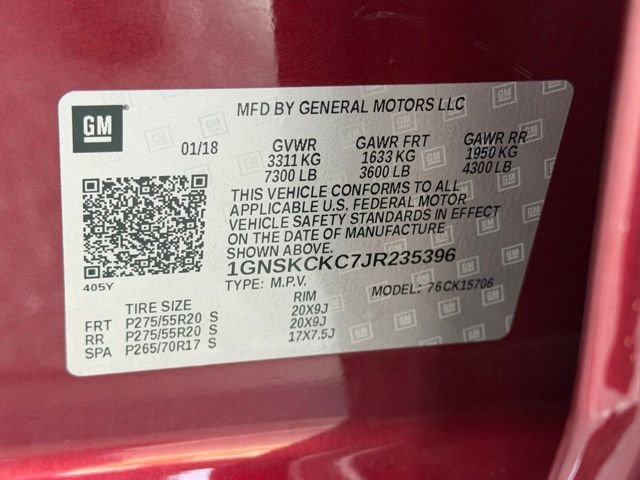 GM
MFD BY GENERAL MOTORS LLC
01/18 GVWR GAWR FRT GAWR RR
3311 KG 1633 KG 1950 KG
7300 LB 3600 LB 4300 LB
THIS VEHICLE CONFORMS TO ALL
APPLICABLE U.S. FEDERAL MOTOR
VEHICLE SAFETY STANDARDS IN EFFECT
ON THE DATE OF MANUFACTURE
SHOWN ABOVE.
405Y
1GNSKCKC7JR235396
TYPE: M.P.V. MODEL: 76CK15706
TIRE SIZE RIM
FRT P275/55R20 S 20X9J
RR P275/55R20 S 20X9J
SPA P265/70R17 S 17X7.5J